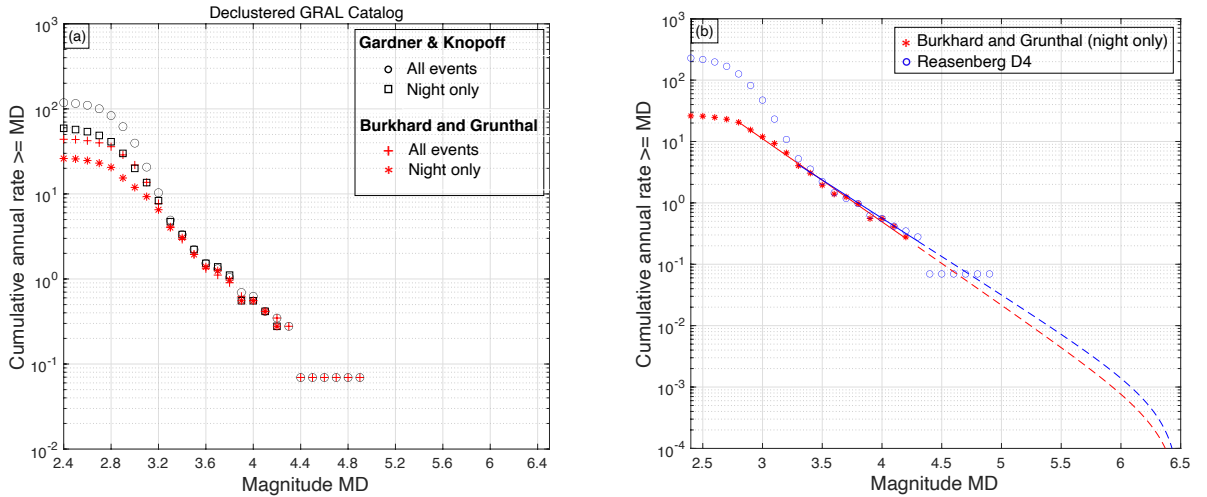 Declustered GRAL Catalog
(a)
Gardner & Knopoff
All events
Night only
Burkhard and Grunthal
All events
Night only
10^3
10^2
10^1
10^0
10^-1
10^-2
Cumulative annual rate >= MD
2.4 2.8 3.2 3.6 4 4.4 4.8 5.2 5.6 6 6.4
Magnitude MD
(b)
Burkhard and Grunthal (night only)
Reasenberg D4
10^3
10^2
10^1
10^0
10^-1
10^-2
10^-3
10^-4
Cumulative annual rate >= MD
2.5 3 3.5 4 4.5 5 5.5 6 6.5
Magnitude MD